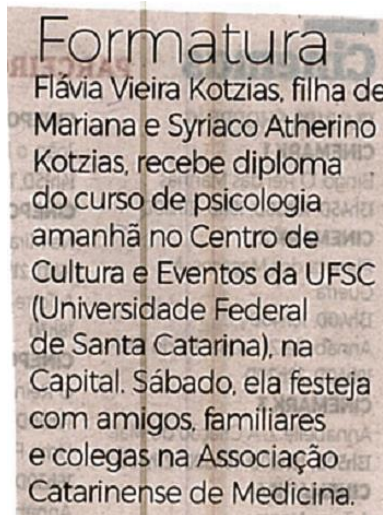 Formatura
Flávia Vieira Kotzias, filha de
Mariana e Syriaco Atherino
Kotzias, recebe diploma
do curso de psicologia
amanhã no Centro de
Cultura e Eventos da UFSC
(Universidade Federal
de Santa Catarina), na
Capital. Sábado, ela festeja
com amigos, familiares
e colegas na Associação
Catarinense de Medicina.